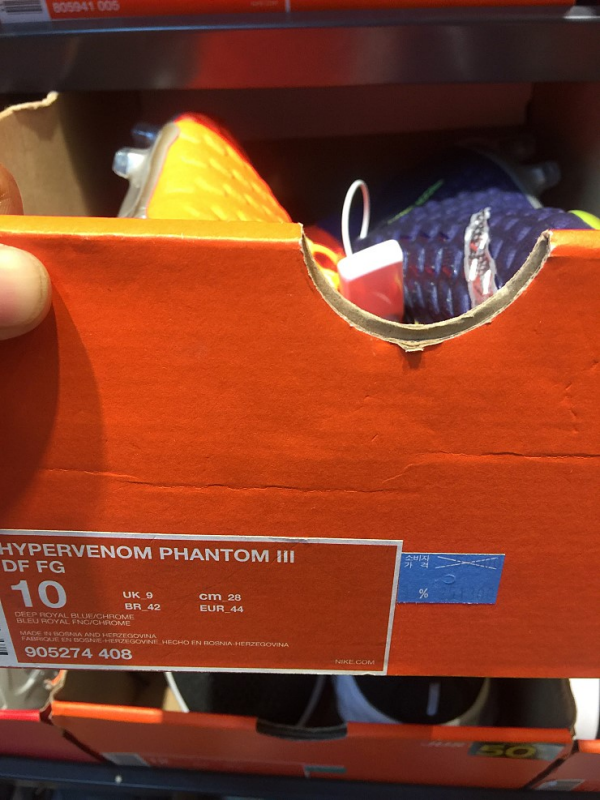 805941 005
HYPERVENOM PHANTOM III
DF FG
10
UK 9 cm 28
BR 42 EUR 44
DEEP ROYAL BLUE/CHROME
BLEU ROYAL FNC/CHROME
MADE IN BOSNIA AND HERZEGOVINA
FABRIQUE EN BOSNIE-HERZEGOVINE, HECHO EN BOSNIA-HERZEGOVINA
905274 408
NIKE.COM
소비자
가 격
%
50